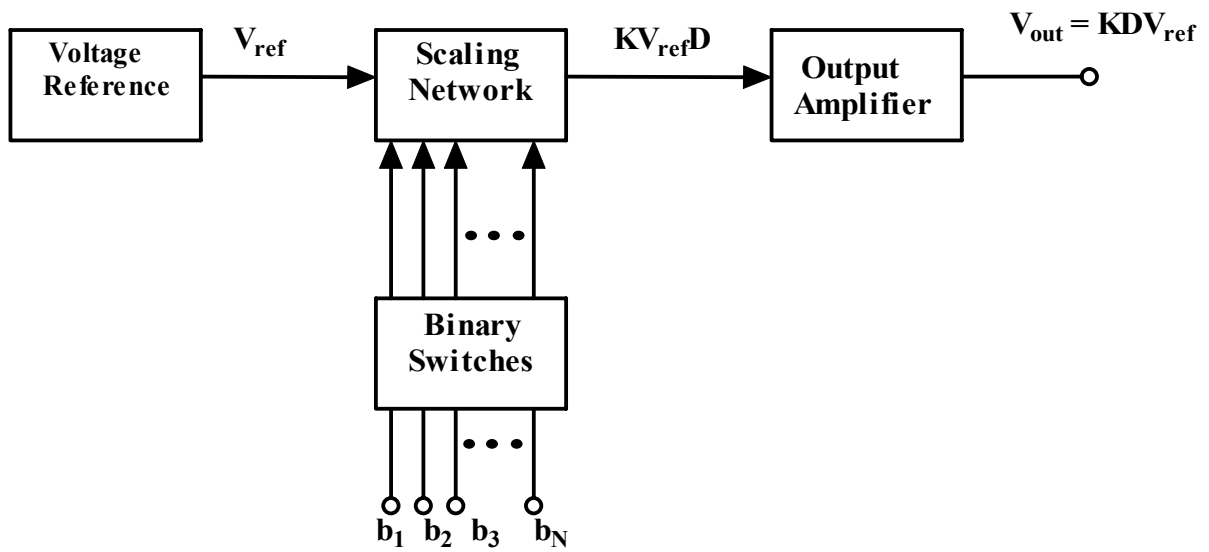 Voltage
Reference
V_ref
Scaling
Network
KV_refD
Output
Amplifier
V_out = KDV_ref
Binary
Switches
b_1 b_2 b_3 b_N